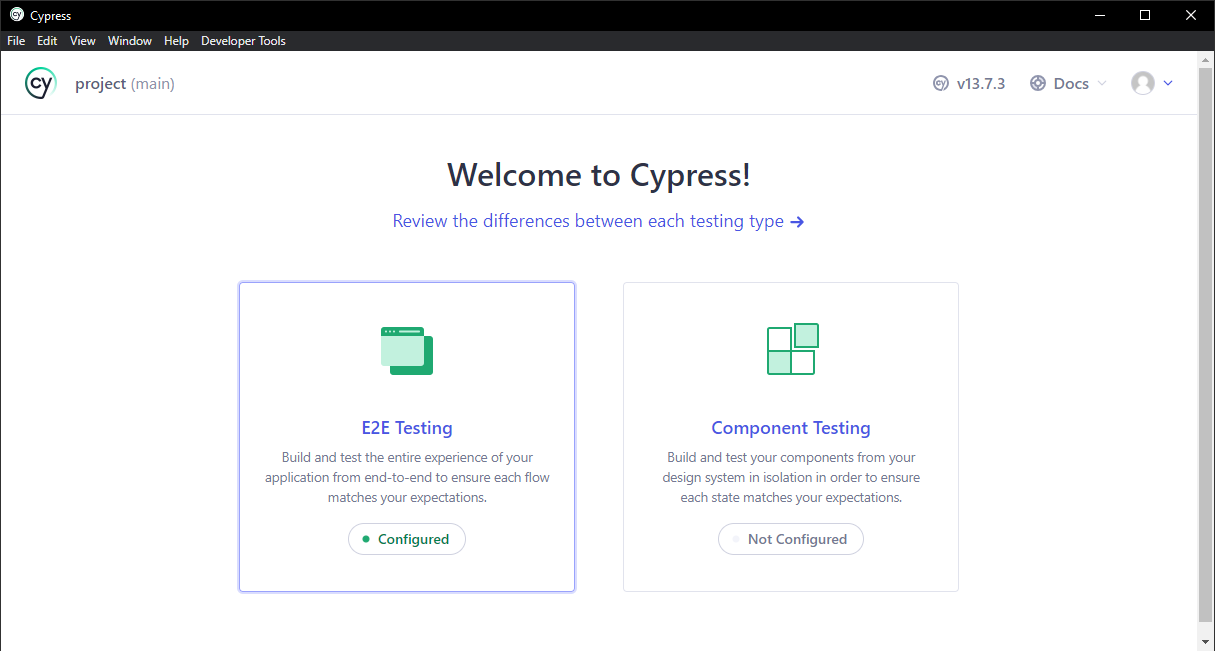 cy Cypress
File Edit View Window Help Developer Tools
cy project (main) cy v13.7.3 Docs
Welcome to Cypress!
Review the differences between each testing type →
E2E Testing
Build and test the entire experience of your
application from end-to-end to ensure each flow
matches your expectations.
Configured
Component Testing
Build and test your components from your
design system in isolation in order to ensure
each state matches your expectations.
Not Configured